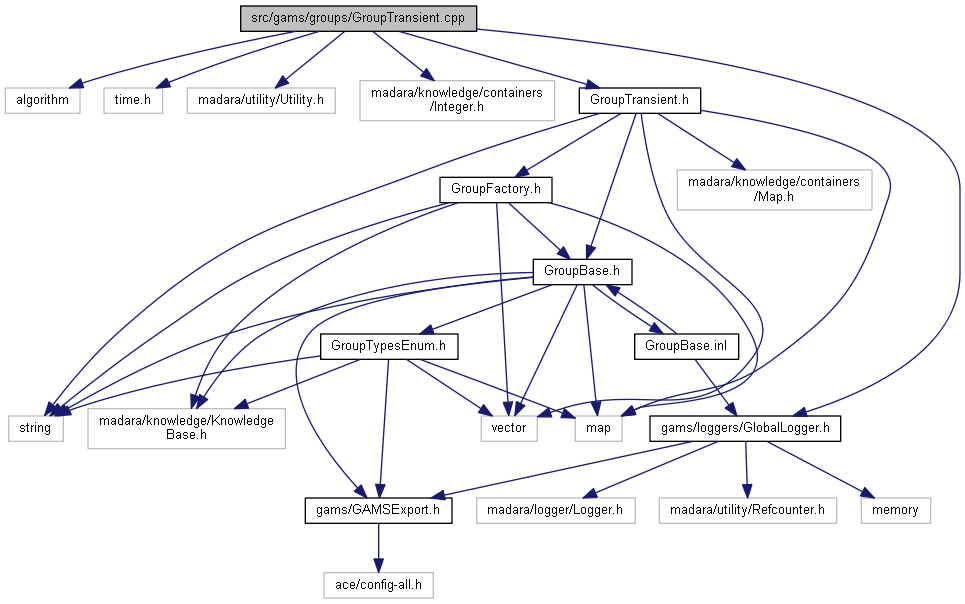 src/gams/groups/GroupTransient.cpp
algorithm
time.h
madara/utility/Utility.h
madara/knowledge/containers
/Integer.h
GroupTransient.h
GroupFactory.h
madara/knowledge/containers
/Map.h
GroupBase.h
GroupTypesEnum.h
GroupBase.inl
string
madara/knowledge/Knowledge
Base.h
vector
map
gams/loggers/GlobalLogger.h
gams/GAMSExport.h
madara/logger/Logger.h
madara/utility/Refcounter.h
memory
ace/config-all.h